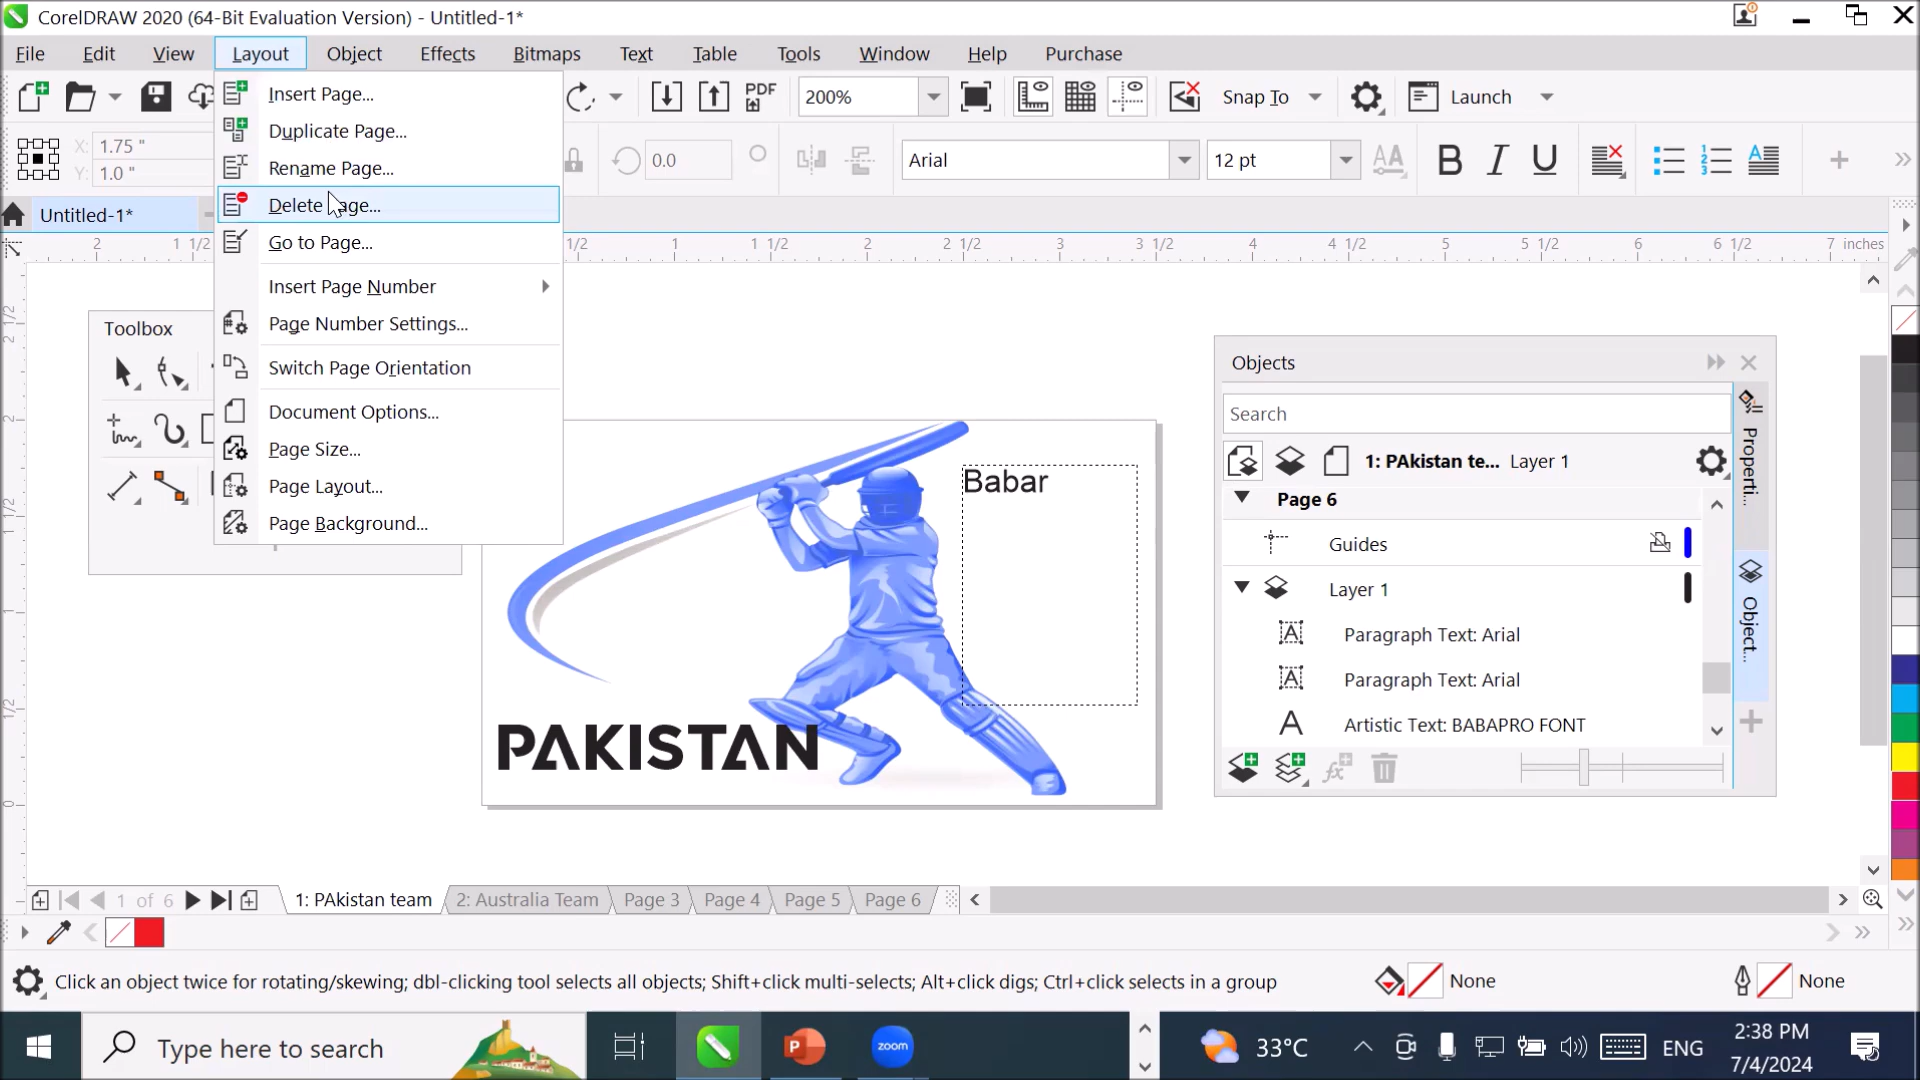 CorelDRAW 2020 (64-Bit Evaluation Version) - Untitled-1*
File Edit View Layout Object Effects Bitmaps Text Table Tools Window Help Purchase
PDF 200% Snap To Launch
X: 1.75 "
Y: 1.0 "
0.0 Arial 12 pt B I U
Untitled-1*
Insert Page...
Duplicate Page...
Rename Page...
Delete Page...
Go to Page...
Insert Page Number
Page Number Settings...
Switch Page Orientation
Document Options...
Page Size...
Page Layout...
Page Background...
2 1 1/2 1/2 1 1 1/2 2 2 1/2 3 3 1/2 4 4 1/2 5 5 1/2 6 6 1/2 7 inches
Toolbox
Babar
PAKISTAN
Objects
Search
1: PAkistan te... Layer 1
Page 6
Guides
Layer 1
Paragraph Text: Arial
Paragraph Text: Arial
Artistic Text: BABAPRO FONT
Properti...
Object...
1 of 6 1: PAkistan team 2: Australia Team Page 3 Page 4 Page 5 Page 6
Click an object twice for rotating/skewing; dbl-clicking tool selects all objects; Shift+click multi-selects; Alt+click digs; Ctrl+click selects in a group None None
Type here to search zoom 33°C ENG 2:38 PM
7/4/2024